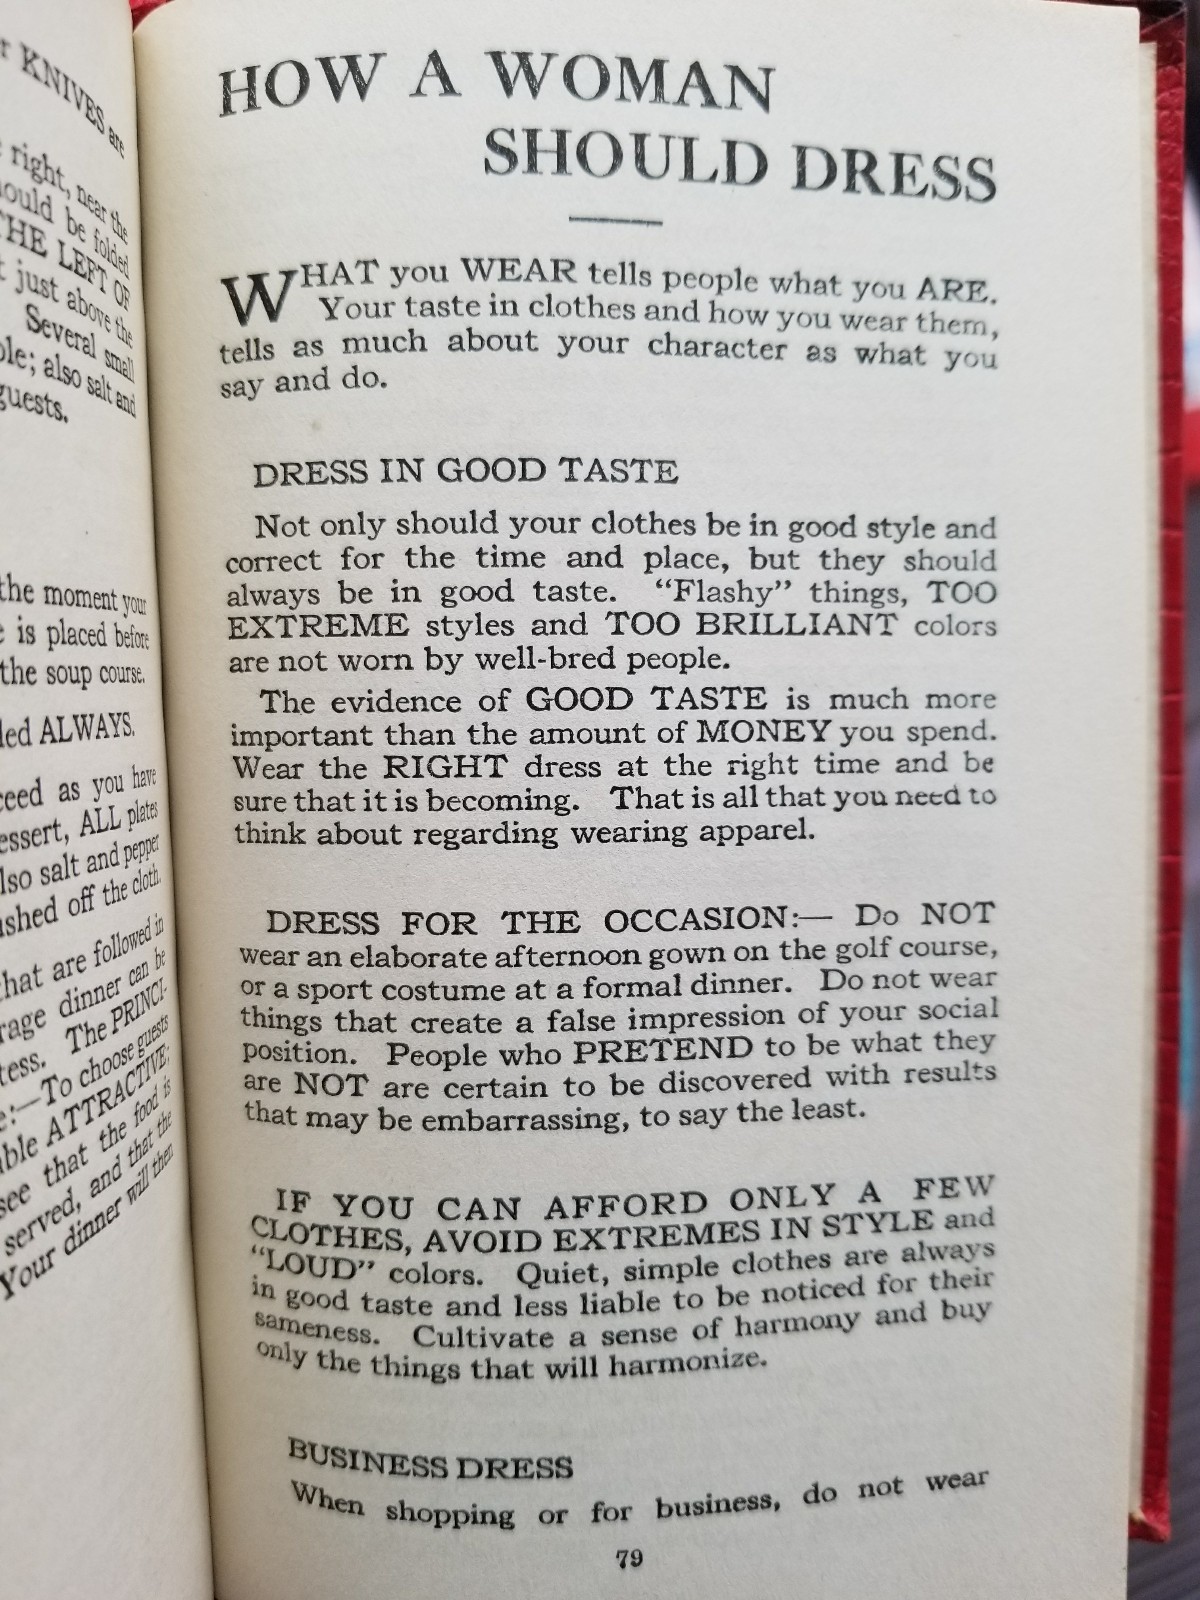 r KNIVES are
right, near the
ould be folded
THE LEFT OF
t just above the
Several small
ble; also salt and
guests.
the moment your
e is placed before
the soup course.
ded ALWAYS.
ceed as you have
essert, ALL plates
lso salt and pepper
ushed off the cloth.
that are followed in
rage dinner can be
tess. The PRINCI-
e:—To choose guests
able ATTRACTIVE;
see that the food is
served, and that the
Your dinner will then
HOW A WOMAN
SHOULD DRESS
WHAT you WEAR tells people what you ARE.
Your taste in clothes and how you wear them,
tells as much about your character as what you
say and do.
DRESS IN GOOD TASTE
Not only should your clothes be in good style and
correct for the time and place, but they should
always be in good taste. "Flashy" things, TOO
EXTREME styles and TOO BRILLIANT colors
are not worn by well-bred people.
The evidence of GOOD TASTE is much more
important than the amount of MONEY you spend.
Wear the RIGHT dress at the right time and be
sure that it is becoming. That is all that you need to
think about regarding wearing apparel.
DRESS FOR THE OCCASION:— Do NOT
wear an elaborate afternoon gown on the golf course,
or a sport costume at a formal dinner. Do not wear
things that create a false impression of your social
position. People who PRETEND to be what they
are NOT are certain to be discovered with results
that may be embarrassing, to say the least.
IF YOU CAN AFFORD ONLY A FEW
CLOTHES, AVOID EXTREMES IN STYLE and
"LOUD" colors. Quiet, simple clothes are always
in good taste and less liable to be noticed for their
sameness. Cultivate a sense of harmony and buy
only the things that will harmonize.
BUSINESS DRESS
When shopping or for business, do not wear
79